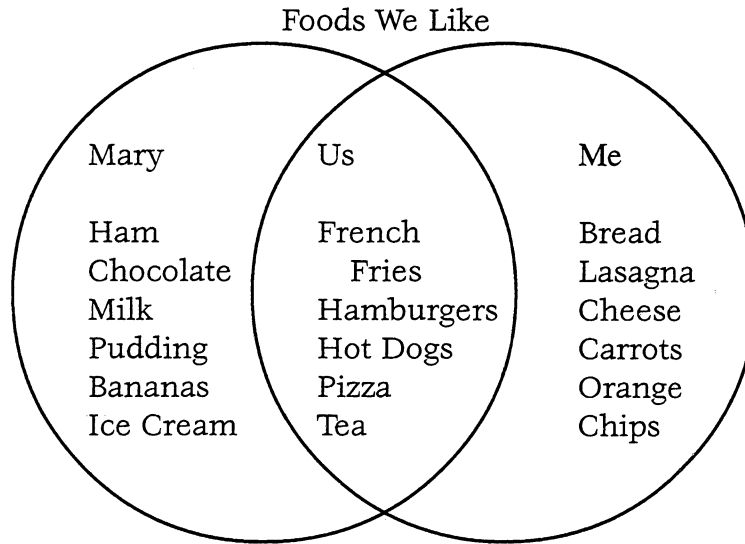 Foods We Like
Mary
Ham
Chocolate
Milk
Pudding
Bananas
Ice Cream
Us
French
Fries
Hamburgers
Hot Dogs
Pizza
Tea
Me
Bread
Lasagna
Cheese
Carrots
Orange
Chips